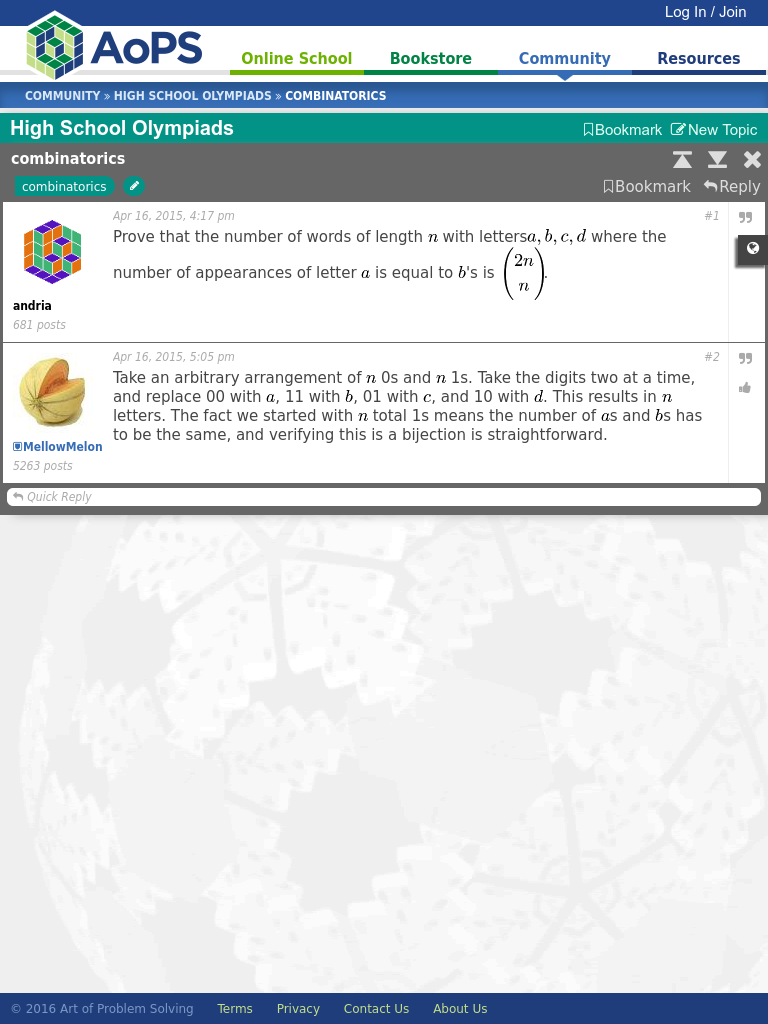 Log In / Join
AoPS
Online School Bookstore Community Resources
COMMUNITY » HIGH SCHOOL OLYMPIADS » COMBINATORICS
High School Olympiads Bookmark New Topic
combinatorics
combinatorics Bookmark Reply
Apr 16, 2015, 4:17 pm #1
Prove that the number of words of length n with lettersa, b, c, d where the
number of appearances of letter a is equal to b's is (2n n).
andria
681 posts
Apr 16, 2015, 5:05 pm #2
Take an arbitrary arrangement of n 0s and n 1s. Take the digits two at a time,
and replace 00 with a, 11 with b, 01 with c, and 10 with d. This results in n
letters. The fact we started with n total 1s means the number of as and bs has
to be the same, and verifying this is a bijection is straightforward.
MellowMelon
5263 posts
Quick Reply
© 2016 Art of Problem Solving Terms Privacy Contact Us About Us